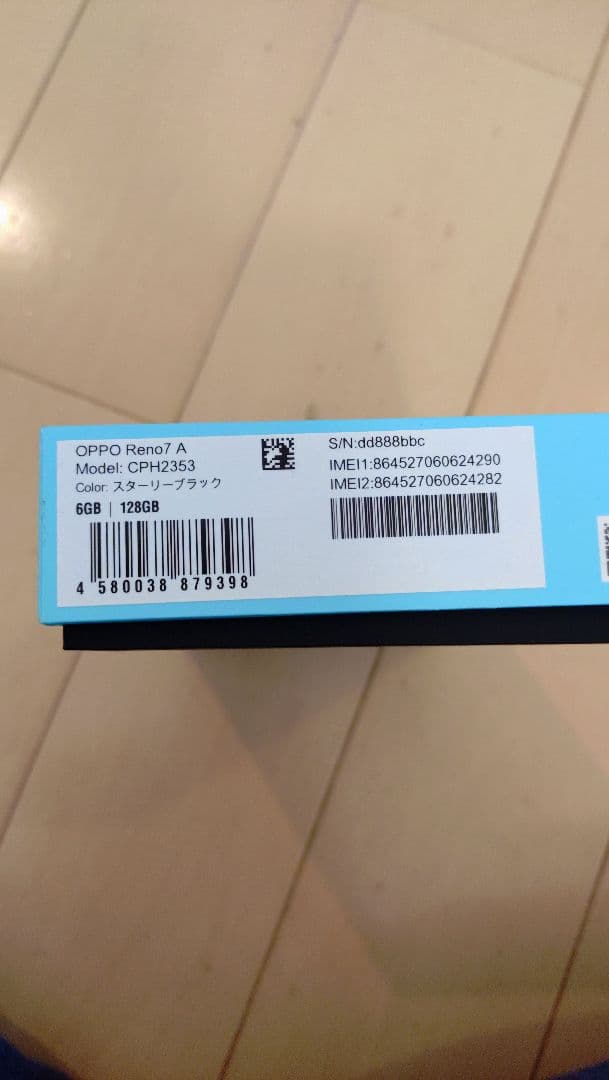 OPPO Reno7 A
Model: CPH2353
Color: スターリーブラック
6GB | 128GB
4 580038 879398
S/N:dd888bbc
IMEI1:864527060624290
IMEI2:864527060624282